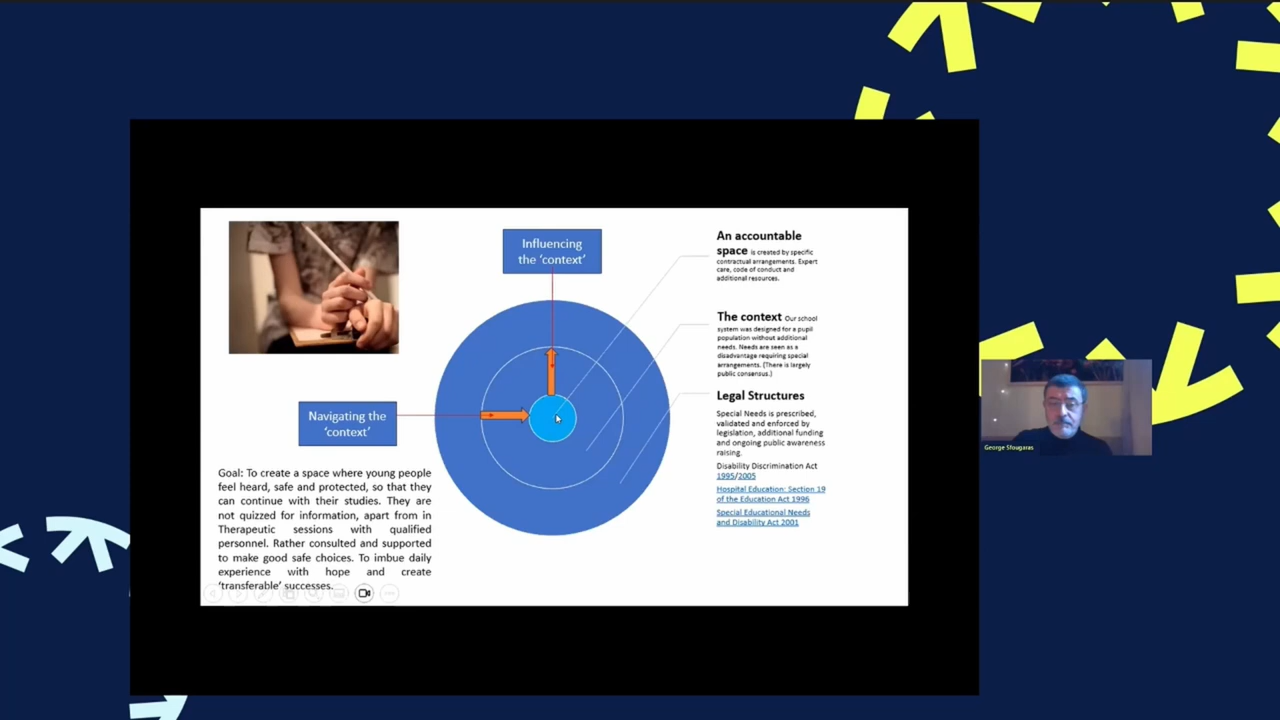 Influencing
the ‘context’
Navigating the
‘context’
Goal: To create a space where young people
feel heard, safe and protected, so that they
can continue with their studies. They are
not quizzed for information, apart from in
Therapeutic sessions with qualified
personnel. Rather consulted and supported
to make good safe choices. To imbue daily
experience with hope and create
‘transferable’ successes.
An accountable
space is created by specific
contractual arrangements. Expert
care, code of conduct and
additional resources.
The context Our school
system was designed for a pupil
population without additional
needs. Needs are seen as a
disadvantage requiring special
arrangements. (There is largely
public consensus.)
Legal Structures
Special Needs is prescribed,
validated and enforced by
legislation, additional funding
and ongoing public awareness
raising.
Disability Discrimination Act
1995/2005
Hospital Education: Section 19
of the Education Act 1996
Special Educational Needs
and Disability Act 2001
George Sfougaras